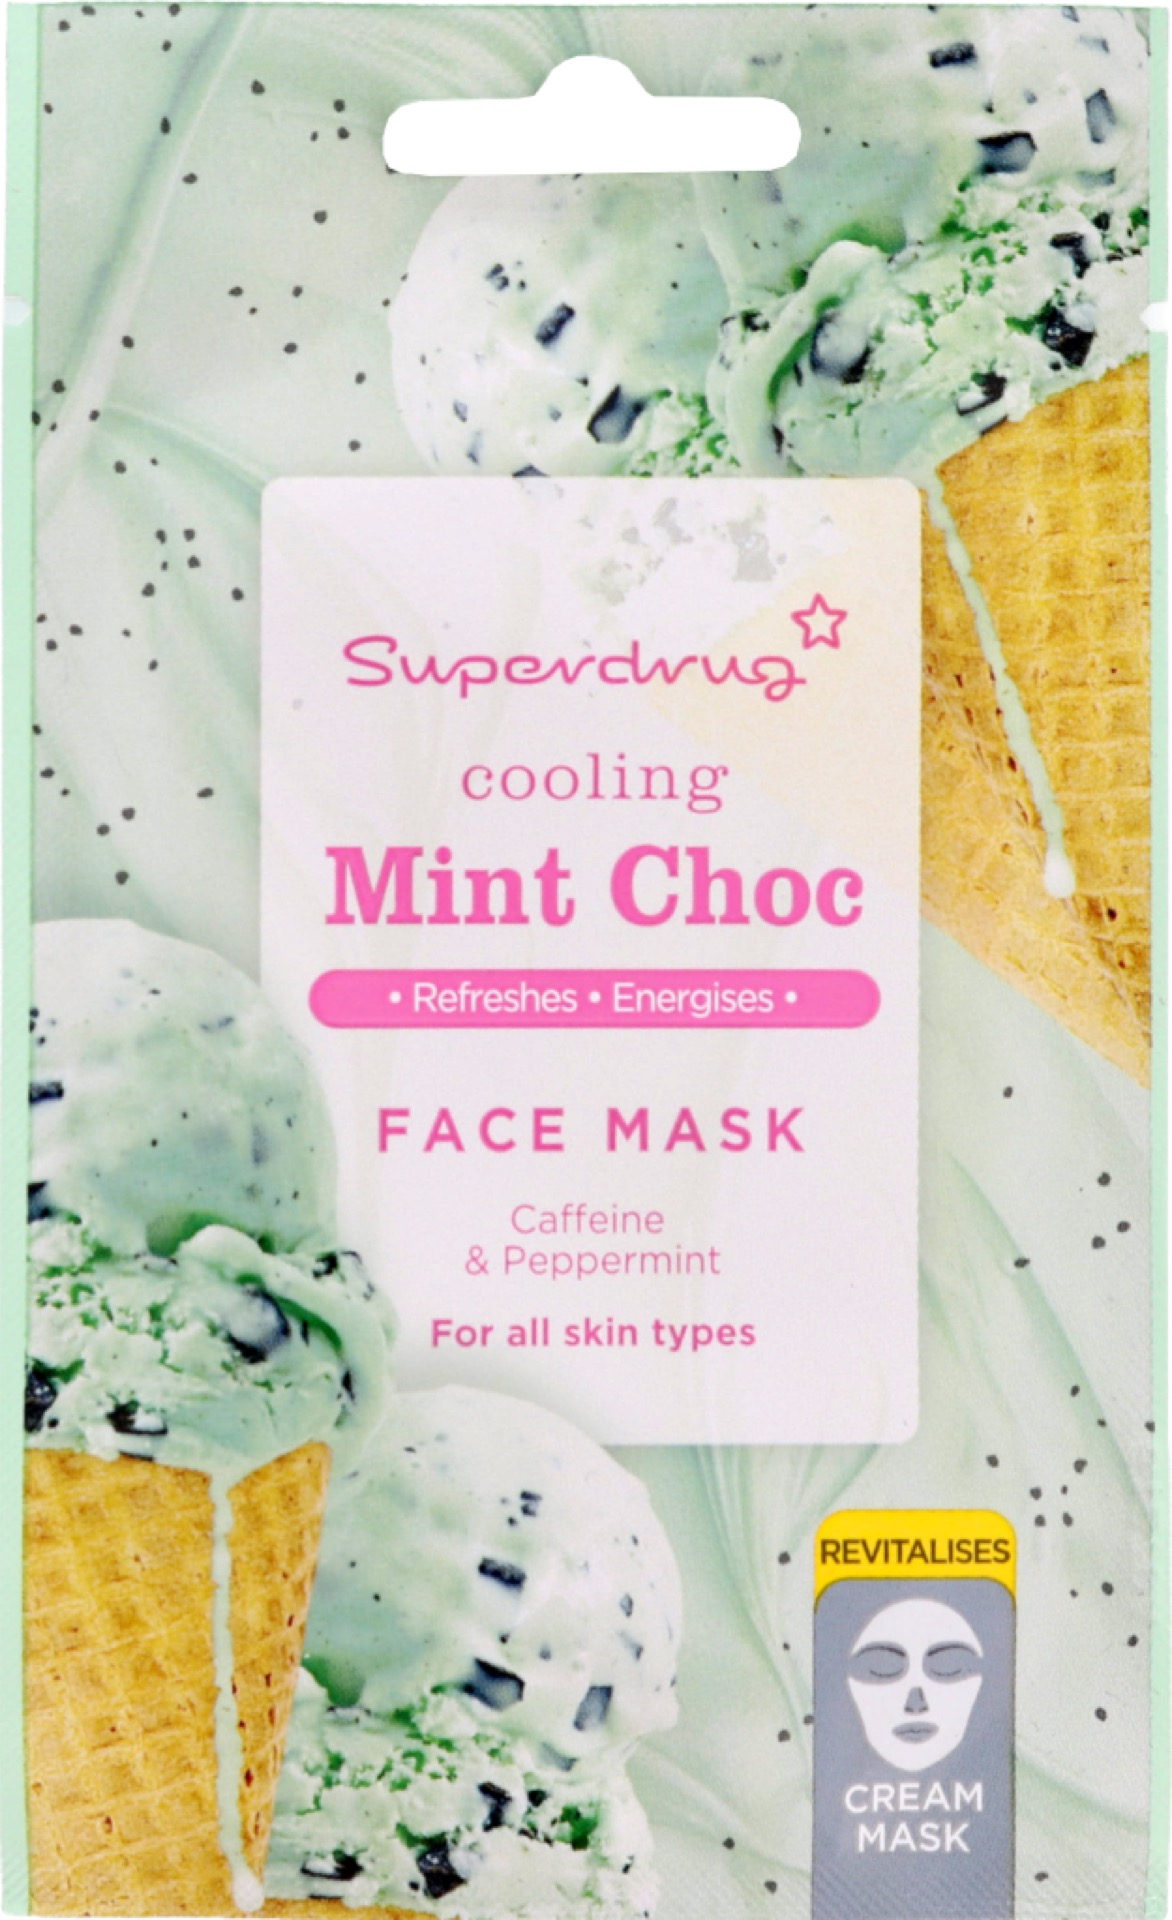 Superdrug
cooling
Mint Choc
• Refreshes • Energises •
FACE MASK
Caffeine
& Peppermint
For all skin types
REVITALISES
CREAM
MASK